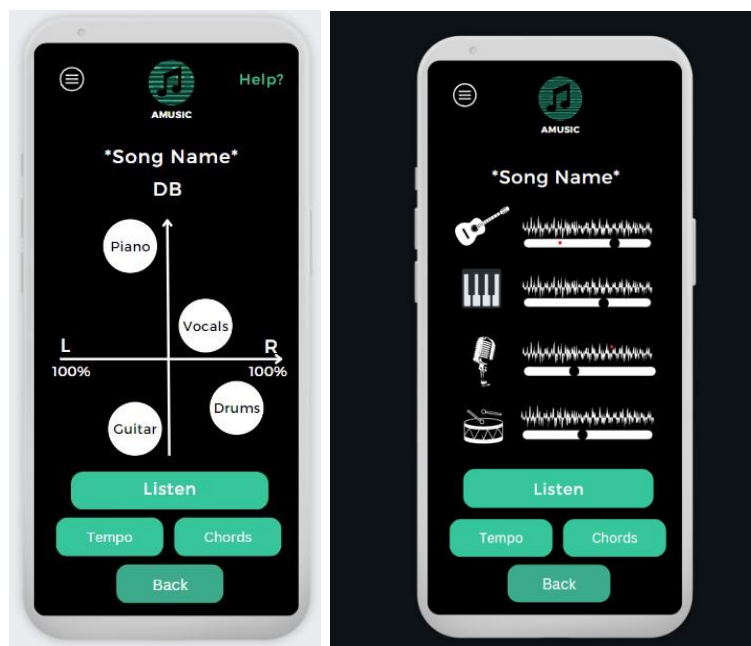 Help?
AMUSIC
*Song Name*
DB
Piano
Vocals
L R
100% 100%
Drums
Guitar
Listen
Tempo Chords
Back
AMUSIC
*Song Name*
Listen
Tempo Chords
Back